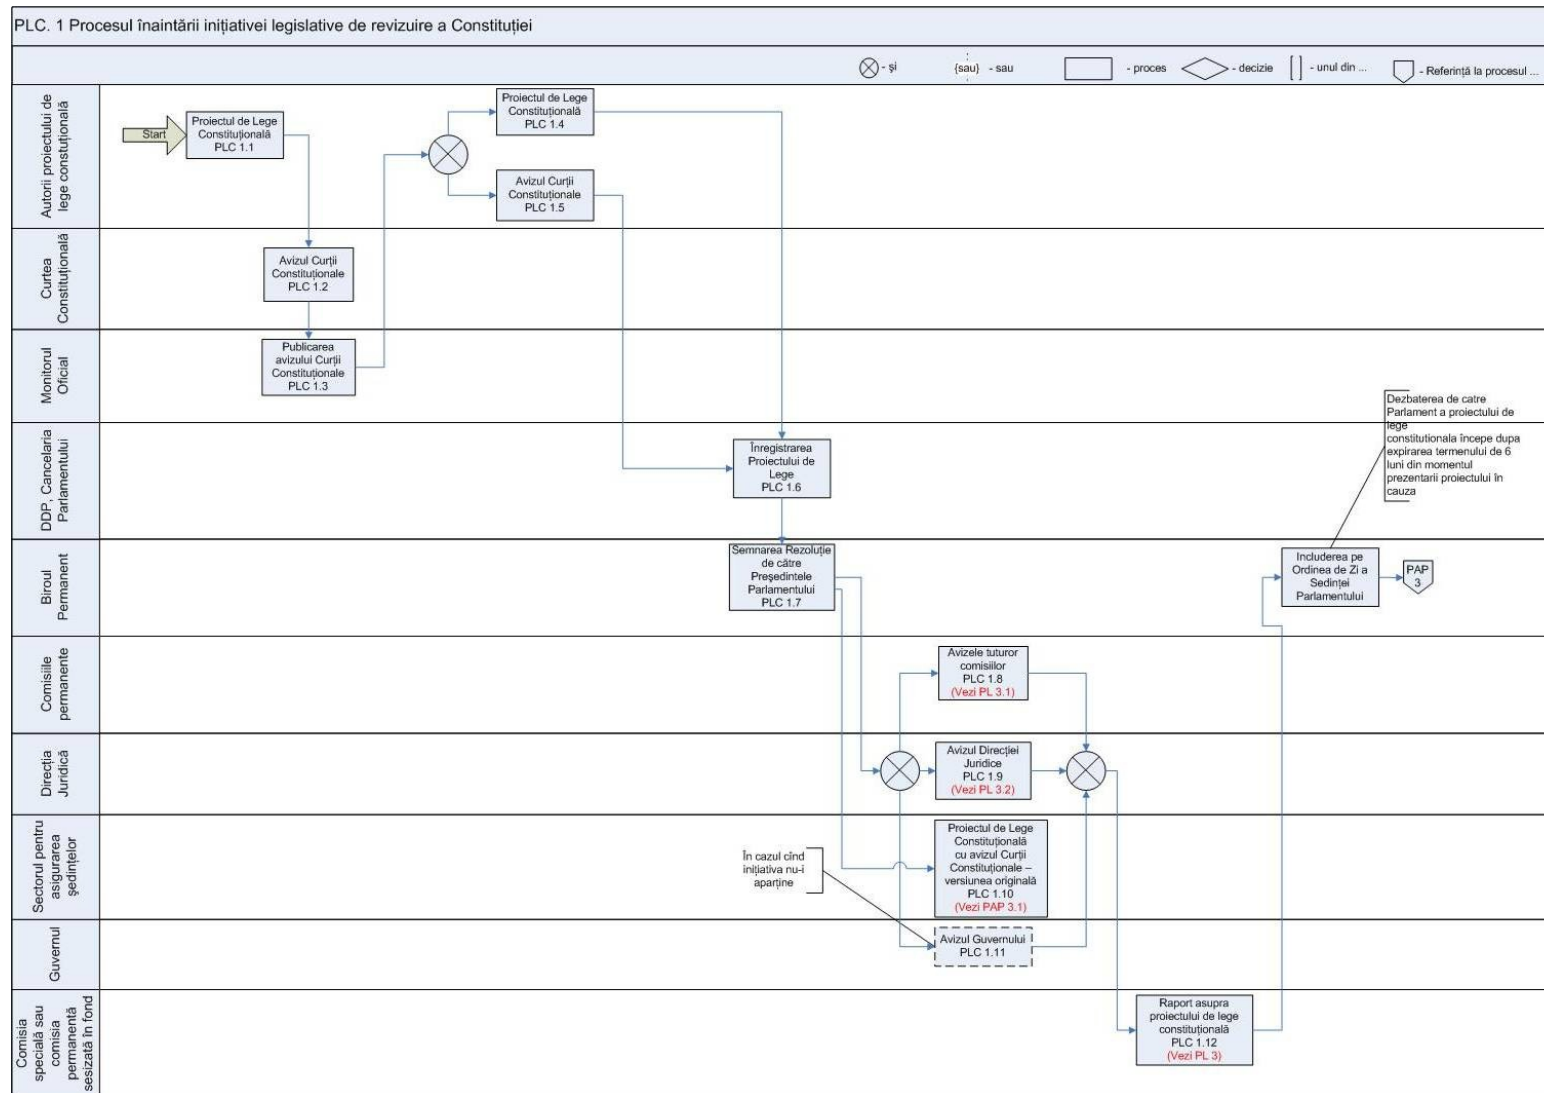 PLC. 1 Procesul înaintării inițiativei legislative de revizuire a Constituției
- și
{sau} - sau
- proces
- decizie
- unul din ...
- Referință la procesul ...
Autorii proiectului de
lege constuțională
Start
Proiectul de Lege
Constituțională
PLC 1.1
Proiectul de Lege
Constituțională
PLC 1.4
Avizul Curții
Constituționale
PLC 1.5
Curtea
Constituțională
Avizul Curții
Constituționale
PLC 1.2
Monitorul
Oficial
Publicarea
avizului Curții
Constituționale
PLC 1.3
Dezbaterea de catre
Parlament a proiectului de
lege
constitutionala începe dupa
expirarea termenului de 6
luni din momentul
prezentarii proiectului în
cauza
DDP, Cancelaria
Parlamentului
Înregistrarea
Proiectului de
Lege
PLC 1.6
Biroul
Permanent
Semnarea Rezoluție
de către
Președintele
Parlamentului
PLC 1.7
Includerea pe
Ordinea de Zi a
Sedinței
Parlamentului
PAP
3
Comisiile
permanente
Avizele tuturor
comisiilor
PLC 1.8
(Vezi PL 3.1)
Direcția
Juridică
Avizul Direcției
Juridice
PLC 1.9
(Vezi PL 3.2)
Sectorul pentru
asigurarea
ședințelor
În cazul cînd
inițiativa nu-i
aparține
Proiectul de Lege
Constituțională
cu avizul Curții
Constituționale –
versiunea originală
PLC 1.10
(Vezi PAP 3.1)
Guvernul
Avizul Guvernului
PLC 1.11
Comisia
specială sau
comisia
permanentă
sesizată în fond
Raport asupra
proiectului de lege
constituțională
PLC 1.12
(Vezi PL 3)